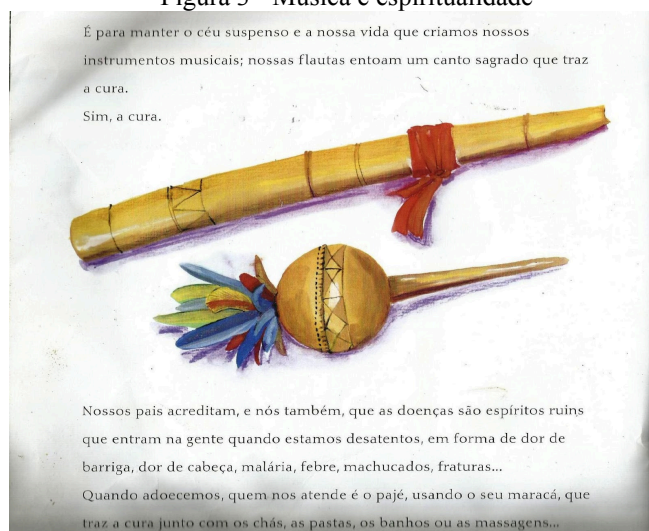 Figura 3 – Música e espiritualidade
É para manter o céu suspenso e a nossa vida que criamos nossos
instrumentos musicais; nossas flautas entoam um canto sagrado que traz
a cura.
Sim, a cura.
Nossos pais acreditam, e nós também, que as doenças são espíritos ruins
que entram na gente quando estamos desatentos, em forma de dor de
barriga, dor de cabeça, malária, febre, machucados, fraturas...
Quando adoecemos, quem nos atende é o pajé, usando o seu maracá, que
traz a cura junto com os chás, as pastas, os banhos ou as massagens...